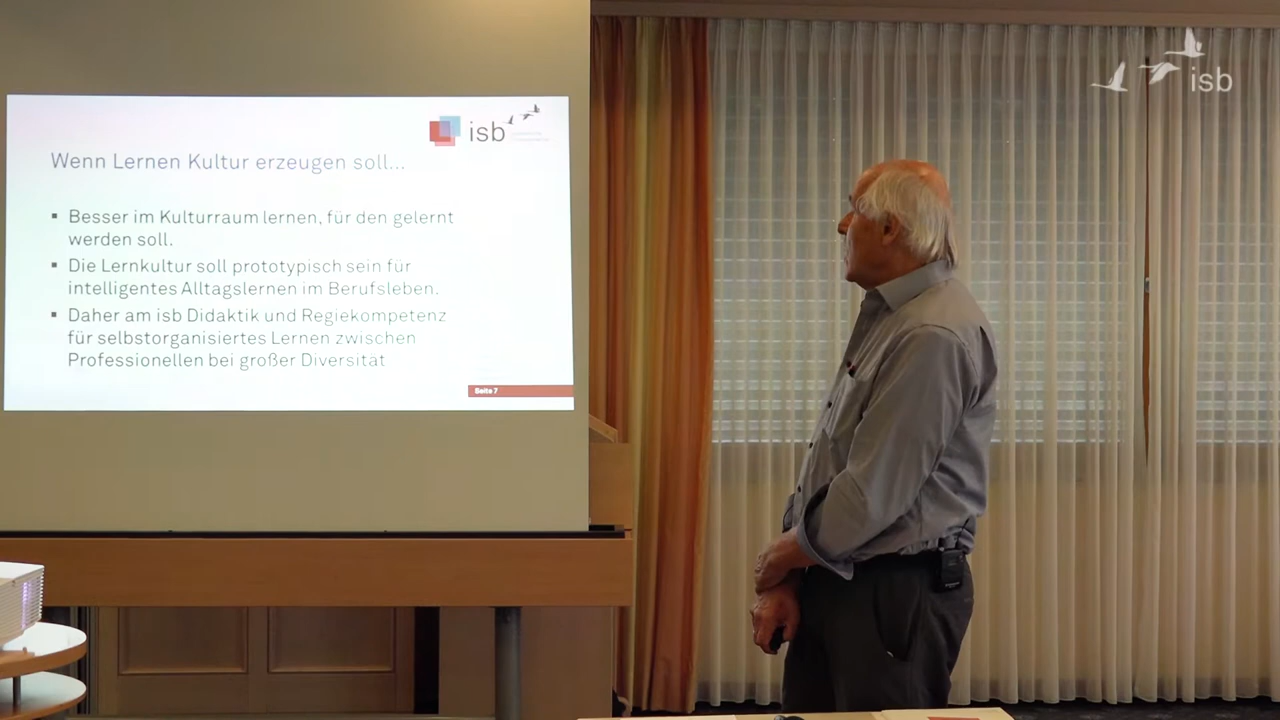 isb
isb
Wenn Lernen Kultur erzeugen soll...
▪ Besser im Kulturraum lernen, für den gelernt
werden soll.
▪ Die Lernkultur soll prototypisch sein für
intelligentes Alltagslernen im Berufsleben.
▪ Daher am isb Didaktik und Regiekompetenz
für selbstorganisiertes Lernen zwischen
Professionellen bei großer Diversität
Seite 7